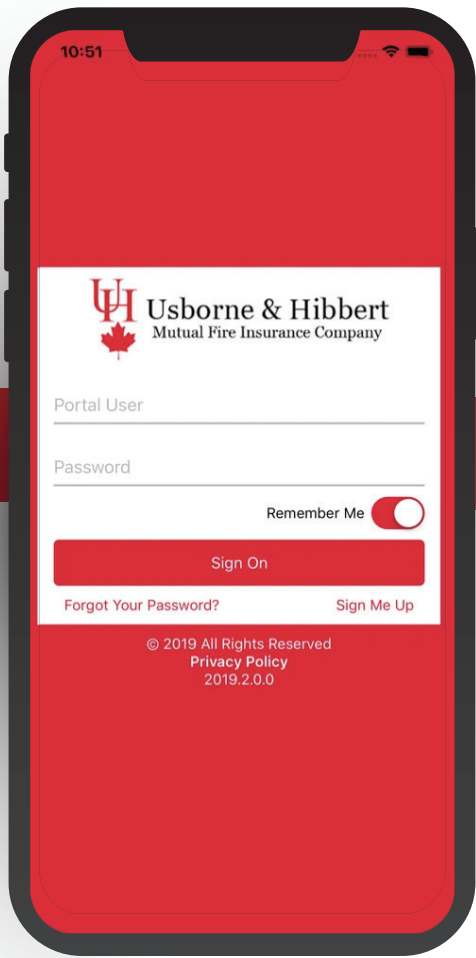 10:51
UH
Usborne & Hibbert
Mutual Fire Insurance Company
Portal User
Password
Remember Me
Sign On
Forgot Your Password? Sign Me Up
© 2019 All Rights Reserved
Privacy Policy
2019.2.0.0